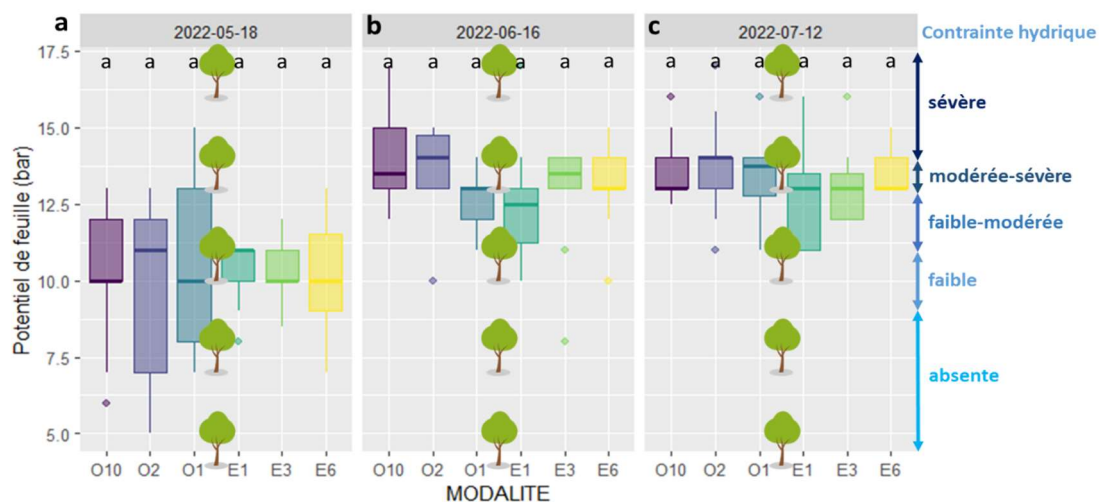 a
2022-05-18
b
2022-06-16
c
2022-07-12
Contrainte hydrique
17.5
15.0
12.5
10.0
7.5
5.0
Potentiel de feuille (bar)
a a a a a a
a a a a a a
a a a a a a
sévère
modérée-sévère
faible-modérée
faible
absente
O10 O2 O1 E1 E3 E6
O10 O2 O1 E1 E3 E6
O10 O2 O1 E1 E3 E6
MODALITE